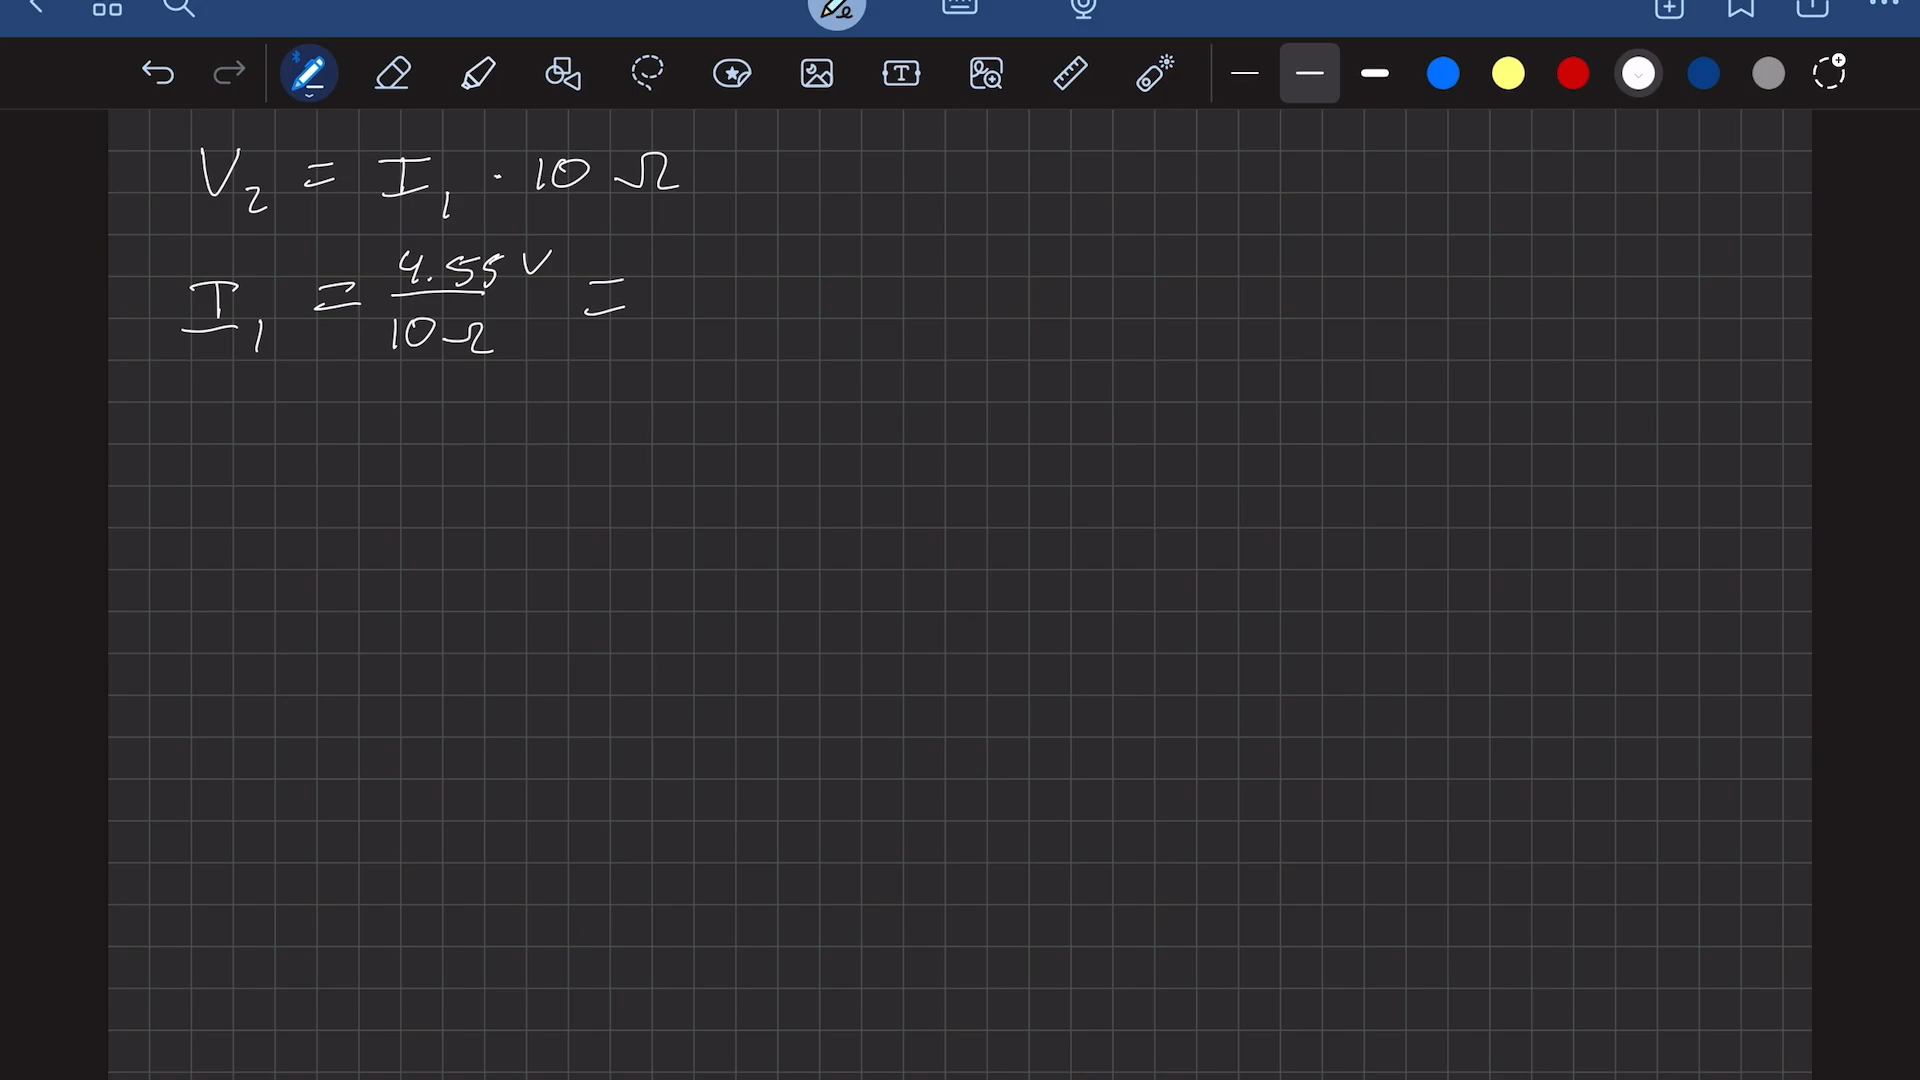 V₂ = I₁ · 10 Ω
I₁ = 4.55 V / 10 Ω =